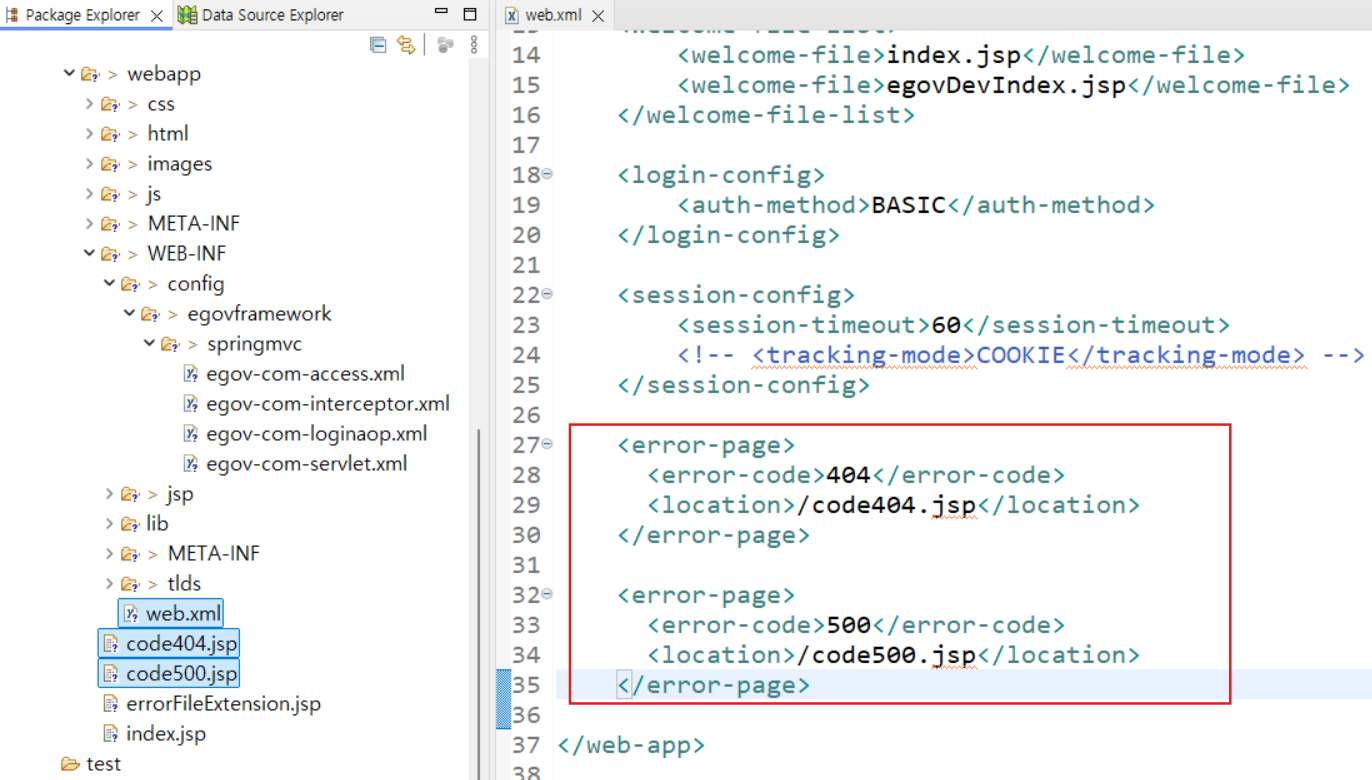 Package Explorer
Data Source Explorer
> webapp
> css
> html
> images
> js
> META-INF
> WEB-INF
> config
> egovframework
> springmvc
egov-com-access.xml
egov-com-interceptor.xml
egov-com-loginaop.xml
egov-com-servlet.xml
> jsp
lib
> META-INF
> tlds
web.xml
code404.jsp
code500.jsp
errorFileExtension.jsp
index.jsp
test
web.xml
13 <welcome-file-list>
14 <welcome-file>index.jsp</welcome-file>
15 <welcome-file>egovDevIndex.jsp</welcome-file>
16 </welcome-file-list>
17
18 <login-config>
19 <auth-method>BASIC</auth-method>
20 </login-config>
21
22 <session-config>
23 <session-timeout>60</session-timeout>
24 <!-- <tracking-mode>COOKIE</tracking-mode> -->
25 </session-config>
26
27 <error-page>
28 <error-code>404</error-code>
29 <location>/code404.jsp</location>
30 </error-page>
31
32 <error-page>
33 <error-code>500</error-code>
34 <location>/code500.jsp</location>
35 </error-page>
36
37 </web-app>
38